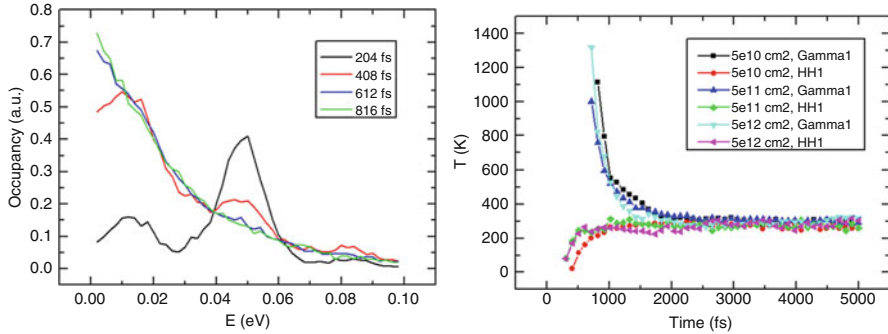 0.8
0.7
0.6
0.5
0.4
0.3
0.2
0.1
0.0
Occupancy (a.u.)
204 fs
408 fs
612 fs
816 fs
0.00 0.02 0.04 0.06 0.08 0.10
E (eV)
1400
1200
1000
800
600
400
200
0
T (K)
5e10 cm2, Gamma1
5e10 cm2, HH1
5e11 cm2, Gamma1
5e11 cm2, HH1
5e12 cm2, Gamma1
5e12 cm2, HH1
0 1000 2000 3000 4000 5000
Time (fs)